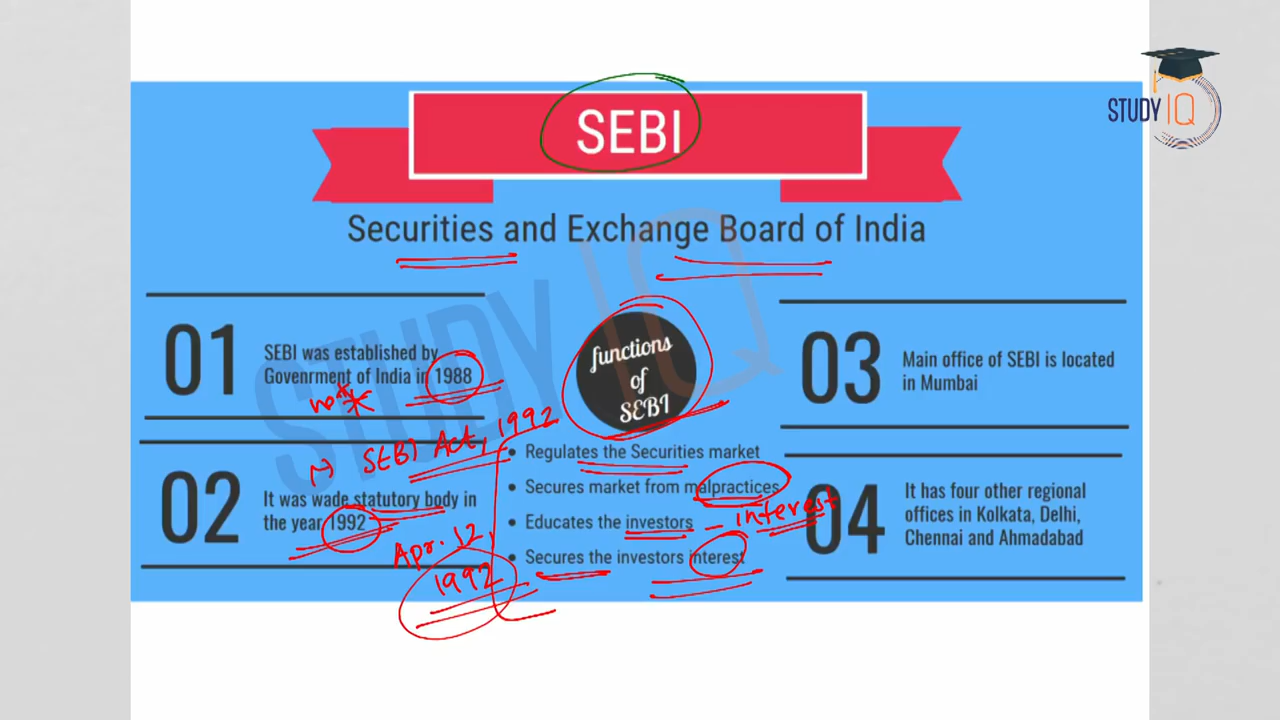 SEBI
STUDY IQ
Securities and Exchange Board of India
01
SEBI was established by
Govenrment of India in 1988
SEBI Act, 1992
02
It was wade statutory body in
the year 1992
Apr. 12,
1992
functions
of
SEBI
• Regulates the Securities market
• Secures market from malpractices
• Educates the investors – interest
• Secures the investors interest
03
Main office of SEBI is located
in Mumbai
04
It has four other regional
offices in Kolkata, Delhi,
Chennai and Ahmadabad
STUDY IQ